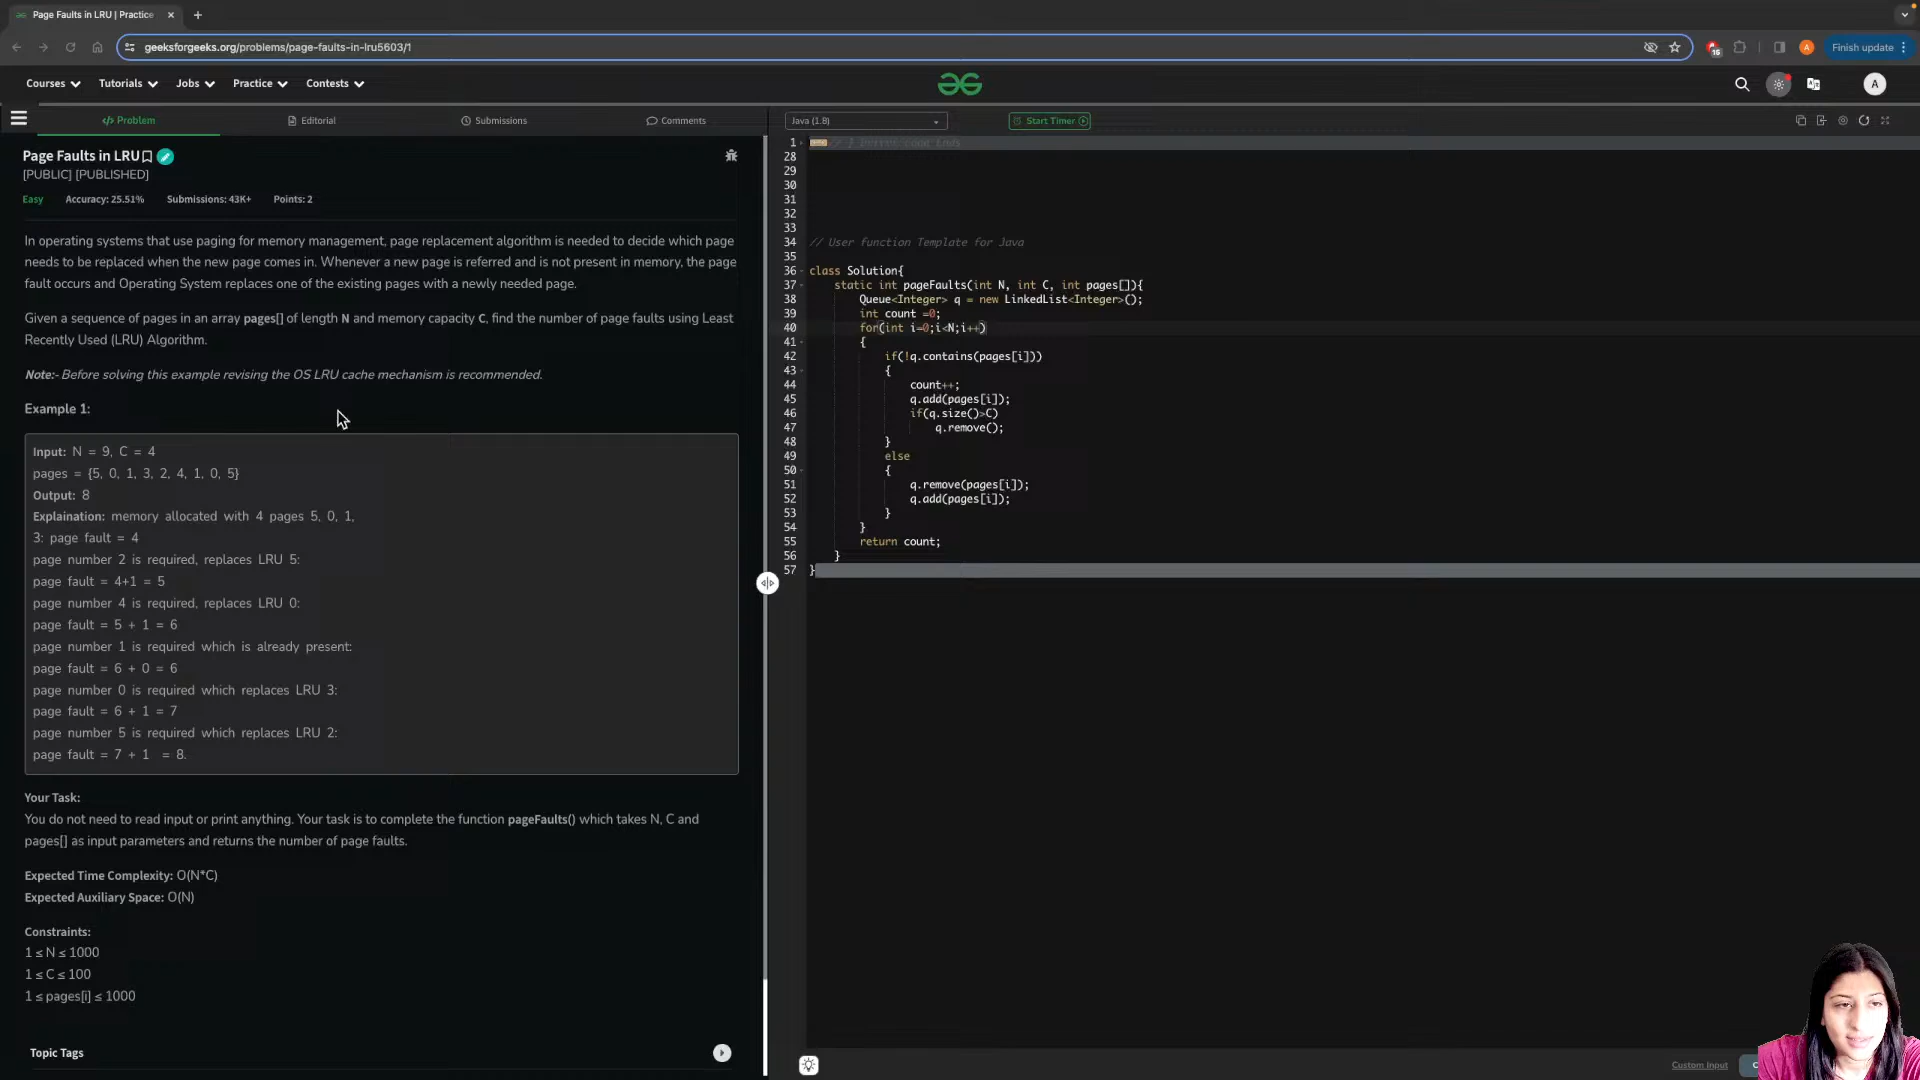 Page Faults in LRU | Practice
geeksforgeeks.org/problems/page-faults-in-lru5603/1
16
A
Finish update
Courses
Tutorials
Jobs
Practice
Contests
A
</> Problem
Editorial
Submissions
Comments
Java (1.8)
Start Timer
Page Faults in LRU
[PUBLIC] [PUBLISHED]
Easy Accuracy: 25.51% Submissions: 43K+ Points: 2
In operating systems that use paging for memory management, page replacement algorithm is needed to decide which page
needs to be replaced when the new page comes in. Whenever a new page is referred and is not present in memory, the page
fault occurs and Operating System replaces one of the existing pages with a newly needed page.
Given a sequence of pages in an array pages[] of length N and memory capacity C, find the number of page faults using Least
Recently Used (LRU) Algorithm.
Note:- Before solving this example revising the OS LRU cache mechanism is recommended.
Example 1:
Input: N = 9, C = 4
pages = {5, 0, 1, 3, 2, 4, 1, 0, 5}
Output: 8
Explaination: memory allocated with 4 pages 5, 0, 1,
3: page fault = 4
page number 2 is required, replaces LRU 5:
page fault = 4+1 = 5
page number 4 is required, replaces LRU 0:
page fault = 5 + 1 = 6
page number 1 is required which is already present:
page fault = 6 + 0 = 6
page number 0 is required which replaces LRU 3:
page fault = 6 + 1 = 7
page number 5 is required which replaces LRU 2:
page fault = 7 + 1 = 8.
Your Task:
You do not need to read input or print anything. Your task is to complete the function pageFaults() which takes N, C and
pages[] as input parameters and returns the number of page faults.
Expected Time Complexity: O(N*C)
Expected Auxiliary Space: O(N)
Constraints:
1 ≤ N ≤ 1000
1 ≤ C ≤ 100
1 ≤ pages[i] ≤ 1000
Topic Tags
1 // } Driver Code Ends
28
29
30
31
32
33
34 // User function Template for Java
35
36 class Solution{
37 static int pageFaults(int N, int C, int pages[]){
38 Queue<Integer> q = new LinkedList<Integer>();
39 int count =0;
40 for(int i=0;i<N;i++)
41 {
42 if(!q.contains(pages[i]))
43 {
44 count++;
45 q.add(pages[i]);
46 if(q.size()>C)
47 q.remove();
48 }
49 else
50 {
51 q.remove(pages[i]);
52 q.add(pages[i]);
53 }
54 }
55 return count;
56 }
57 }
Custom Input